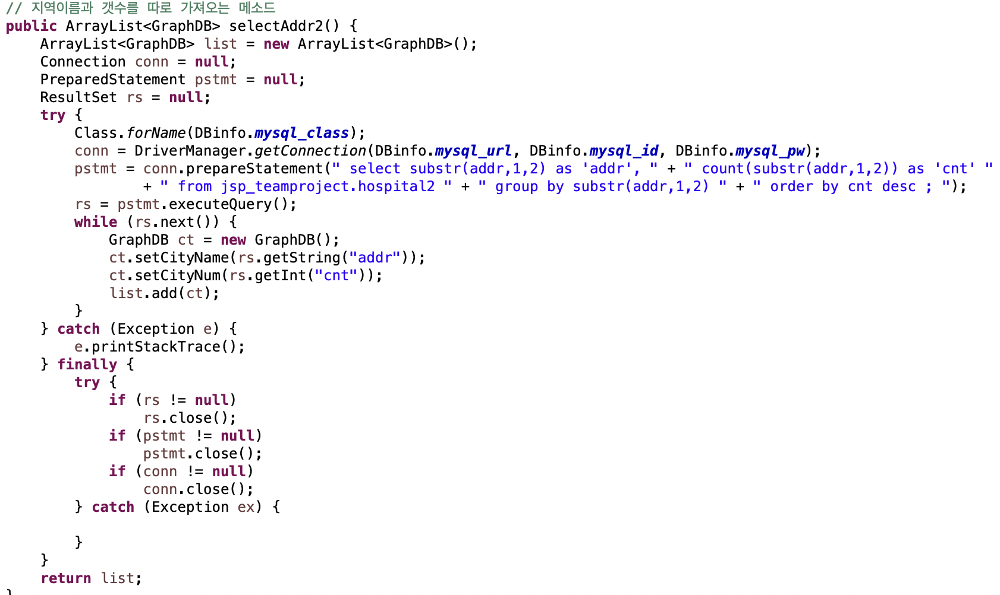 // 지역이름과 갯수를 따로 가져오는 메소드
public ArrayList<GraphDB> selectAddr2() {
    ArrayList<GraphDB> list = new ArrayList<GraphDB>();
    Connection conn = null;
    PreparedStatement pstmt = null;
    ResultSet rs = null;
    try {
        Class.forName(DBinfo.mysql_class);
        conn = DriverManager.getConnection(DBinfo.mysql_url, DBinfo.mysql_id, DBinfo.mysql_pw);
        pstmt = conn.prepareStatement(" select substr(addr,1,2) as 'addr', " + " count(substr(addr,1,2)) as 'cnt' "
                + " from jsp_teamproject.hospital2 " + " group by substr(addr,1,2) " + " order by cnt desc ; ");
        rs = pstmt.executeQuery();
        while (rs.next()) {
            GraphDB ct = new GraphDB();
            ct.setCityName(rs.getString("addr"));
            ct.setCityNum(rs.getInt("cnt"));
            list.add(ct);
        }
    } catch (Exception e) {
        e.printStackTrace();
    } finally {
        try {
            if (rs != null)
                rs.close();
            if (pstmt != null)
                pstmt.close();
            if (conn != null)
                conn.close();
        } catch (Exception ex) {
        }
    }
    return list;
}